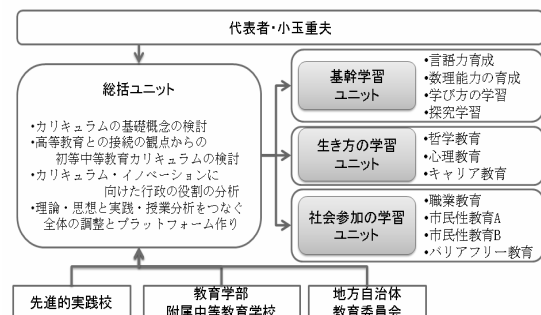 代表者・小玉重夫
総括ユニット
・カリキュラムの基礎概念の検討
・高等教育との接続の観点からの
初等中等教育カリキュラムの検討
・カリキュラム・イノベーションに
向けた行政の役割の分析
・理論・思想と実践・授業分析をつなぐ
全体の調整とプラットフォーム作り
基幹学習
ユニット
・言語力育成
・数理能力の育成
・学び方の学習
・探究学習
生き方の学習
ユニット
・哲学教育
・心理教育
・キャリア教育
社会参加の学習
ユニット
・職業教育
・市民性教育A
・市民性教育B
・バリアフリー教育
先進的実践校
教育学部
附属中等教育学校
地方自治体
教育委員会